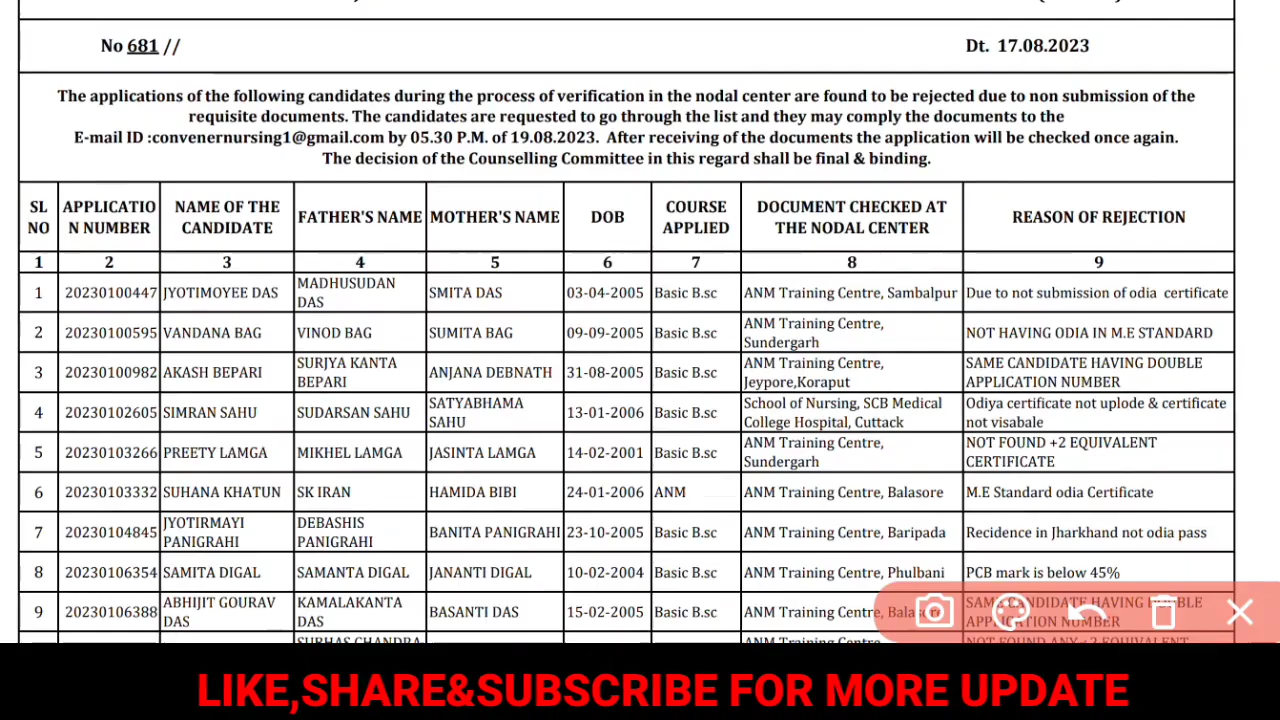 No 681 //
Dt. 17.08.2023
The applications of the following candidates during the process of verification in the nodal center are found to be rejected due to non submission of the
requisite documents. The candidates are requested to go through the list and they may comply the documents to the
E-mail ID :convenernursing1@gmail.com by 05.30 P.M. of 19.08.2023. After receiving of the documents the application will be checked once again.
The decision of the Counselling Committee in this regard shall be final & binding.
SL NO | APPLICATIO N NUMBER | NAME OF THE CANDIDATE | FATHER'S NAME | MOTHER'S NAME | DOB | COURSE APPLIED | DOCUMENT CHECKED AT THE NODAL CENTER | REASON OF REJECTION
1 | 2 | 3 | 4 | 5 | 6 | 7 | 8 | 9
1 | 20230100447 | JYOTIMOYEE DAS | MADHUSUDAN DAS | SMITA DAS | 03-04-2005 | Basic B.sc | ANM Training Centre, Sambalpur | Due to not submission of odia certificate
2 | 20230100595 | VANDANA BAG | VINOD BAG | SUMITA BAG | 09-09-2005 | Basic B.sc | ANM Training Centre, Sundergarh | NOT HAVING ODIA IN M.E STANDARD
3 | 20230100982 | AKASH BEPARI | SURJYA KANTA BEPARI | ANJANA DEBNATH | 31-08-2005 | Basic B.sc | ANM Training Centre, Jeypore,Koraput | SAME CANDIDATE HAVING DOUBLE APPLICATION NUMBER
4 | 20230102605 | SIMRAN SAHU | SUDARSAN SAHU | SATYABHAMA SAHU | 13-01-2006 | Basic B.sc | School of Nursing, SCB Medical College Hospital, Cuttack | Odiya certificate not uplode & certificate not visabale
5 | 20230103266 | PREETY LAMGA | MIKHEL LAMGA | JASINTA LAMGA | 14-02-2001 | Basic B.sc | ANM Training Centre, Sundergarh | NOT FOUND +2 EQUIVALENT CERTIFICATE
6 | 20230103332 | SUHANA KHATUN | SK IRAN | HAMIDA BIBI | 24-01-2006 | ANM | ANM Training Centre, Balasore | M.E Standard odia Certificate
7 | 20230104845 | JYOTIRMAYI PANIGRAHI | DEBASHIS PANIGRAHI | BANITA PANIGRAHI | 23-10-2005 | Basic B.sc | ANM Training Centre, Baripada | Recidence in Jharkhand not odia pass
8 | 20230106354 | SAMITA DIGAL | SAMANTA DIGAL | JANANTI DIGAL | 10-02-2004 | Basic B.sc | ANM Training Centre, Phulbani | PCB mark is below 45%
9 | 20230106388 | ABHIJIT GOURAV DAS | KAMALAKANTA DAS | BASANTI DAS | 15-02-2005 | Basic B.sc | ANM Training Centre, Balasore | SAME CANDIDATE HAVING DOUBLE APPLICATION NUMBER
SUBHAS CHANDRA | ANM Training Centre, | NOT FOUND ANY +2 EQUIVALENT
LIKE,SHARE&SUBSCRIBE FOR MORE UPDATE